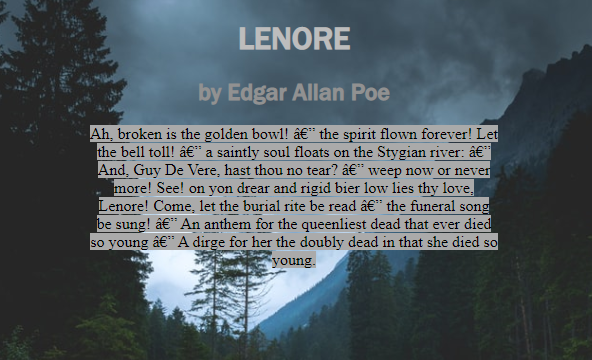 LENORE
by Edgar Allan Poe
Ah, broken is the golden bowl! â€” the spirit flown forever! Let
the bell toll! â€” a saintly soul floats on the Stygian river: â€”
And, Guy De Vere, hast thou no tear? â€” weep now or never
more! See! on yon drear and rigid bier low lies thy love,
Lenore! Come, let the burial rite be read â€” the funeral song
be sung! â€” An anthem for the queenliest dead that ever died
so young â€” A dirge for her the doubly dead in that she died so
young.